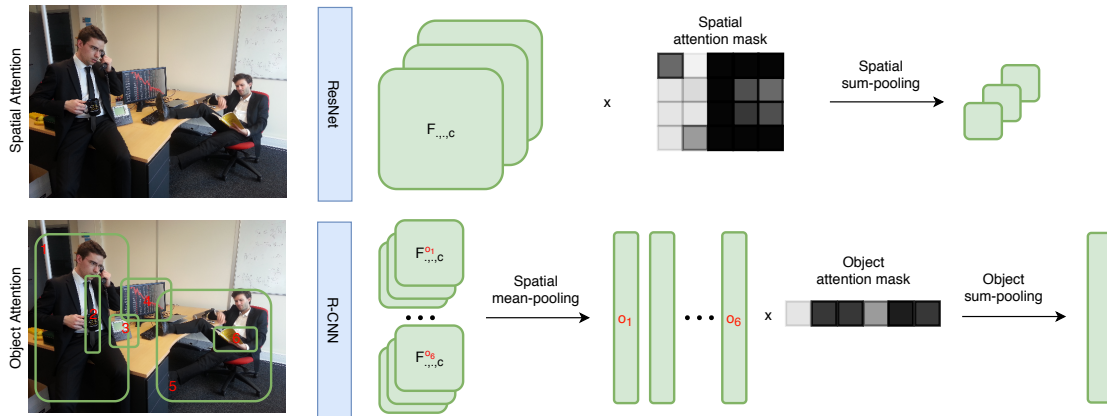 Spatial Attention
ResNet
F.,.,c
x
Spatial
attention mask
Spatial
sum-pooling
Object Attention
1
2
3
4
5
R-CNN
F.,.,c o1
F.,.,c o6
Spatial
mean-pooling
o1
o6
x
Object
attention mask
Object
sum-pooling